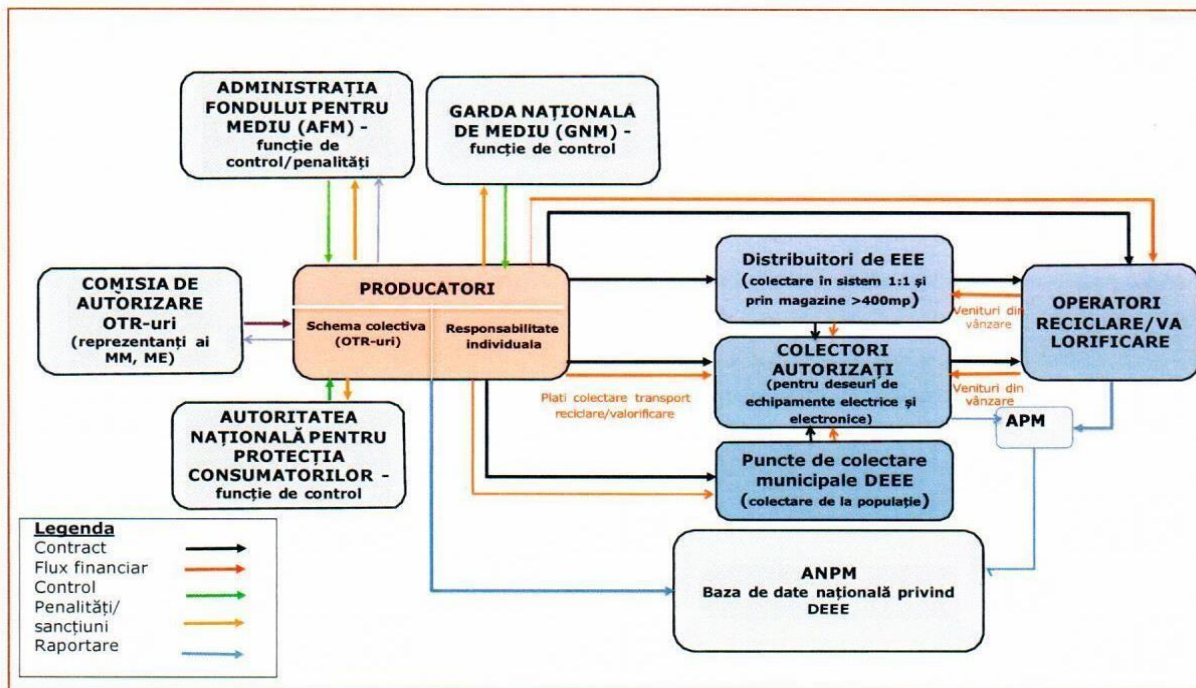 ADMINISTRAȚIA
FONDULUI PENTRU
MEDIU (AFM) -
funcție de
control/penalități
GARDA NAȚIONALĂ
DE MEDIU (GNM) -
funcție de control
COMISIA DE
AUTORIZARE
OTR-uri
(reprezentanți ai
MM, ME)
PRODUCATORI
Schema colectiva
(OTR-uri)
Responsabilitate
individuala
Distribuitori de EEE
(colectare în sistem 1:1 și
prin magazine >400mp)
Venituri din
vânzare
OPERATORI
RECICLARE/VA
LORIFICARE
COLECTORI
AUTORIZAȚI
(pentru deseuri de
echipamente electrice și
electronice)
Venituri din
vânzare
Plati colectare transport
reciclare/valorificare
APM
AUTORITATEA
NAȚIONALĂ PENTRU
PROTECȚIA
CONSUMATORILOR -
funcție de control
Puncte de colectare
municipale DEEE
(colectare de la populație)
ANPM
Baza de date națională privind
DEEE
Legenda
Contract
Flux financiar
Control
Penalități/
sancțiuni
Raportare